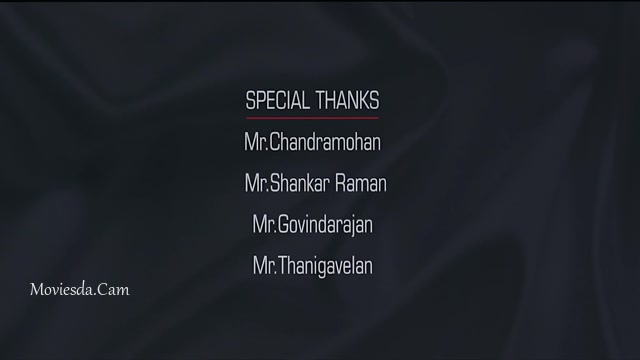 SPECIAL THANKS
Mr.Chandramohan
Mr.Shankar Raman
Mr.Govindarajan
Mr.Thanigavelan
Moviesda.Cam